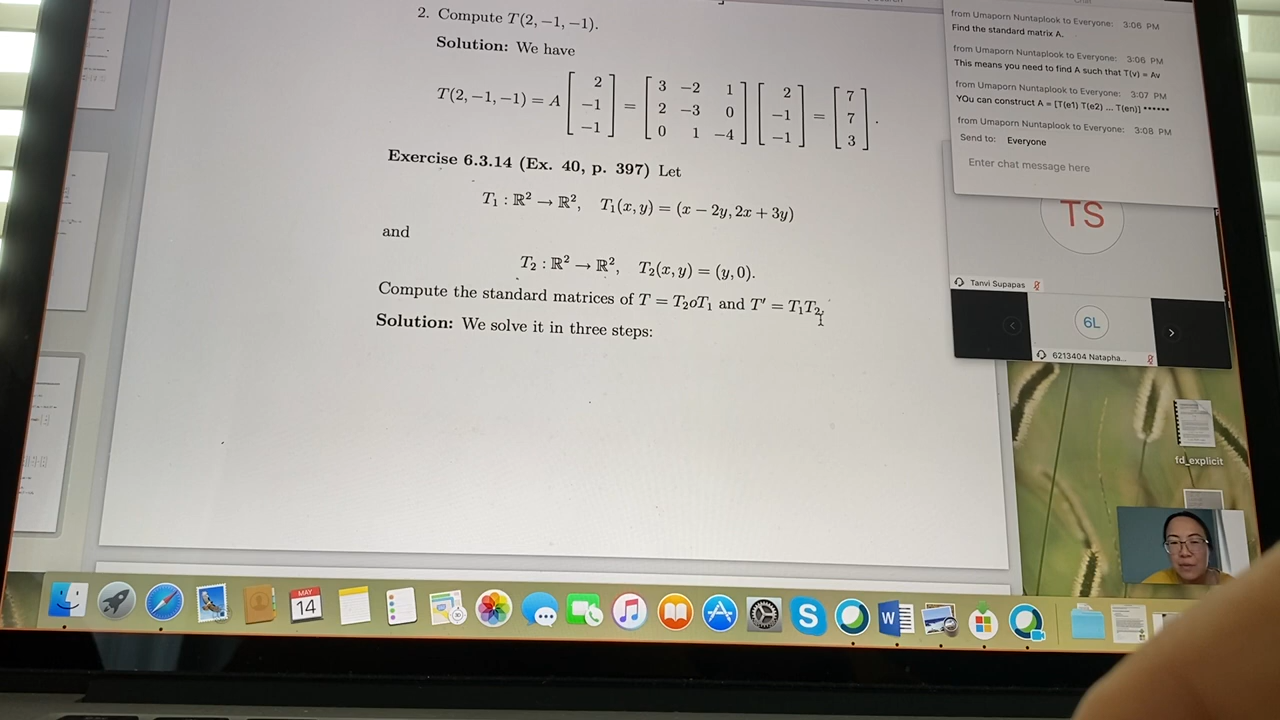 2. Compute T(2, −1, −1).
Solution: We have
T(2, −1, −1) = A [ 2 −1 −1 ] = [ 3 −2 1 2 −3 0 0 1 −4 ] [ 2 −1 −1 ] = [ 7 7 3 ] .
Exercise 6.3.14 (Ex. 40, p. 397) Let
T₁ : ℝ² → ℝ², T₁(x, y) = (x − 2y, 2x + 3y)
and
T₂ : ℝ² → ℝ², T₂(x, y) = (y, 0).
Compute the standard matrices of T = T₂oT₁ and T′ = T₁T₂.
Solution: We solve it in three steps:
from Umaporn Nuntaplook to Everyone: 3:06 PM
Find the standard matrix A.
from Umaporn Nuntaplook to Everyone: 3:06 PM
This means you need to find A such that T(v) = Av
from Umaporn Nuntaplook to Everyone: 3:07 PM
YOu can construct A = [T(e1) T(e2) ... T(en)] ••••••
from Umaporn Nuntaplook to Everyone: 3:08 PM
Send to: Everyone
Enter chat message here
TS
Tanvi Supapas
6L
6213404 Natapha...
fd_explicit
MAY
14
S
W